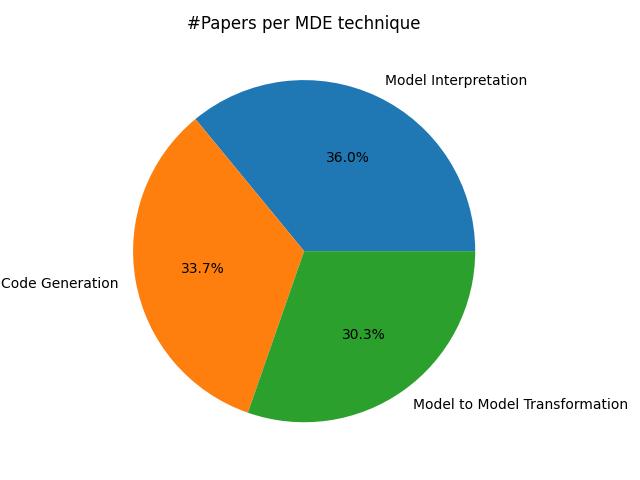 #Papers per MDE technique
Model Interpretation
36.0%
Code Generation
33.7%
30.3%
Model to Model Transformation